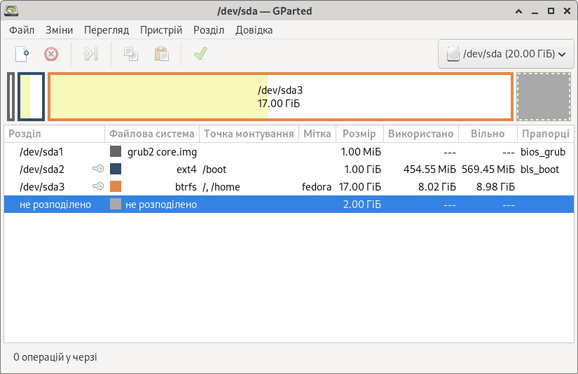 /dev/sda — GParted
Файл Зміни Перегляд Пристрій Розділ Довідка
/dev/sda (20.00 ГіБ)
/dev/sda3
17.00 ГіБ
Розділ Файлова система Точка монтування Мітка Розмір Використано Вільно Прапорці
/dev/sda1 grub2 core.img 1.00 МіБ --- --- bios_grub
/dev/sda2 ext4 /boot 1.00 ГіБ 454.55 МіБ 569.45 МіБ bls_boot
/dev/sda3 btrfs /, /home fedora 17.00 ГіБ 8.02 ГіБ 8.98 ГіБ
не розподілено не розподілено 2.00 ГіБ --- ---
0 операцій у черзі